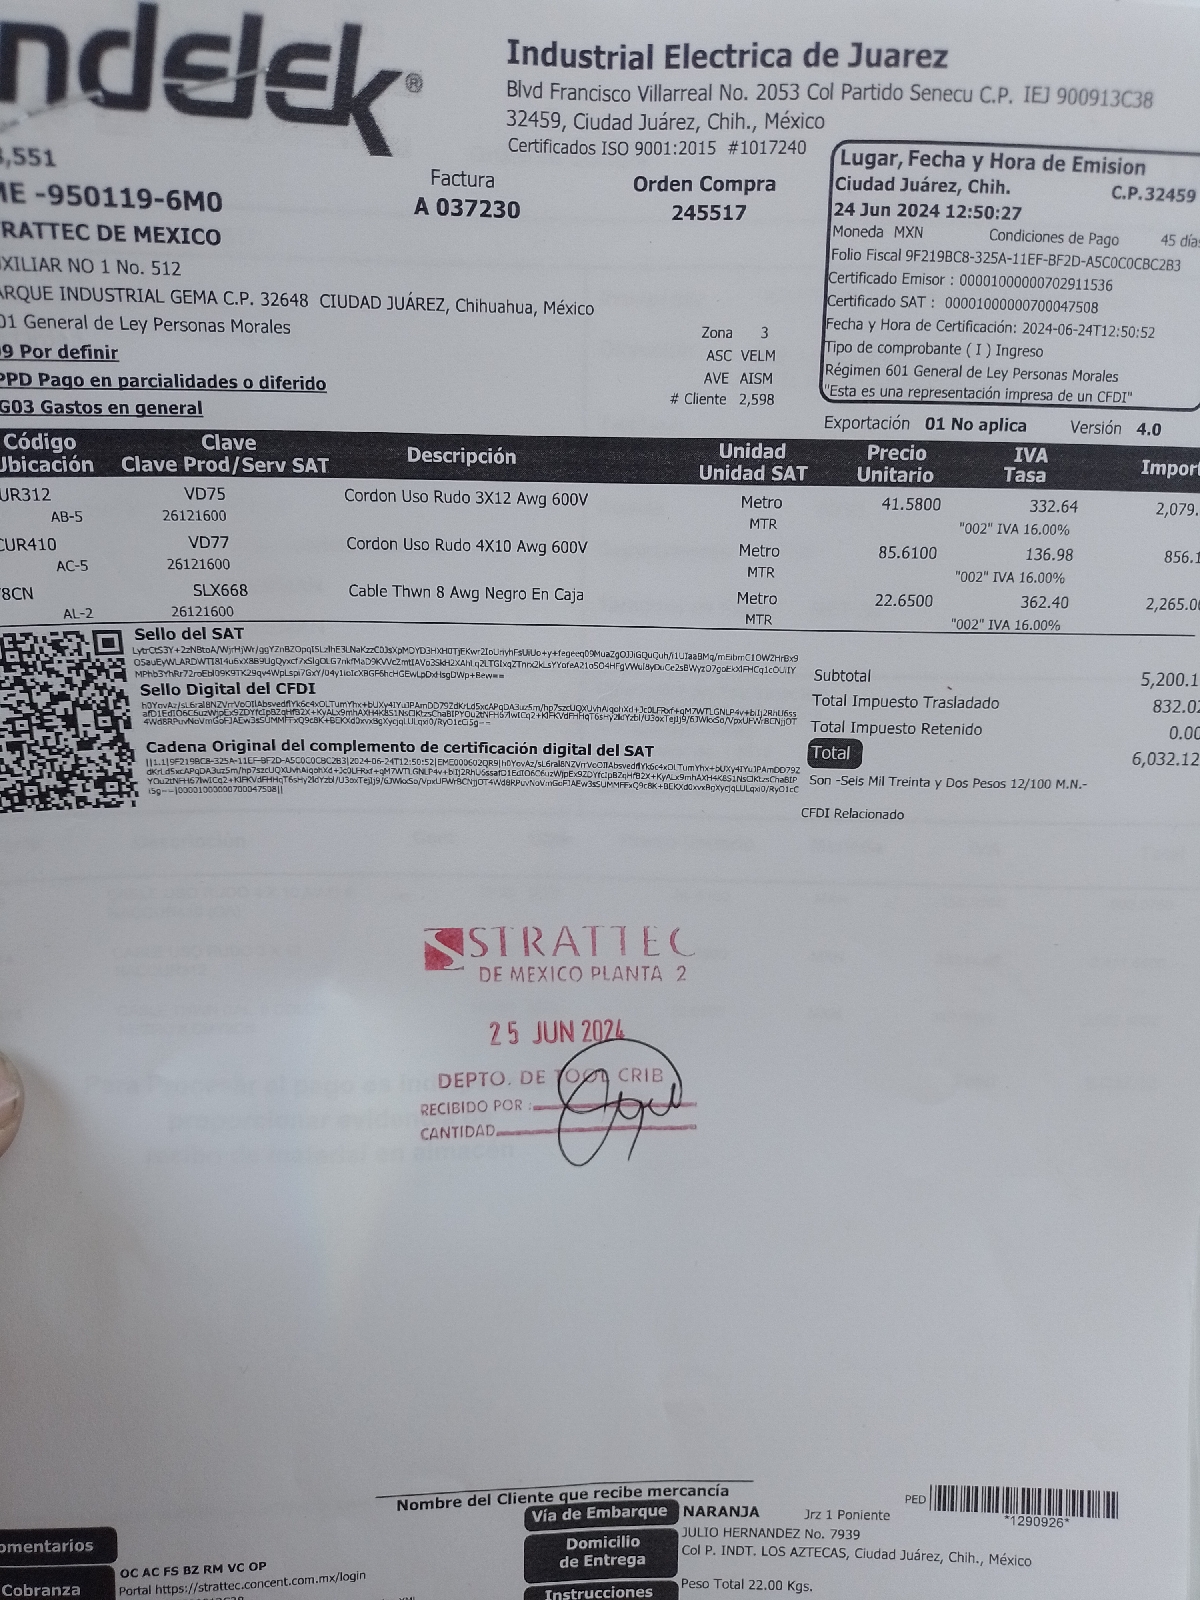 ndelek®
Industrial Electrica de Juarez
Blvd Francisco Villarreal No. 2053 Col Partido Senecu C.P. IEJ 900913C38
32459, Ciudad Juárez, Chih., México
Certificados ISO 9001:2015 #1017240
,551
ME -950119-6M0
RATTEC DE MEXICO
XILIAR NO 1 No. 512
ARQUE INDUSTRIAL GEMA C.P. 32648 CIUDAD JUÁREZ, Chihuahua, México
01 General de Ley Personas Morales
9 Por definir
PPD Pago en parcialidades o diferido
G03 Gastos en general
Factura
A 037230
Orden Compra
245517
Zona 3
ASC VELM
AVE AISM
# Cliente 2,598
Lugar, Fecha y Hora de Emision
Ciudad Juárez, Chih. C.P.32459
24 Jun 2024 12:50:27
Moneda MXN Condiciones de Pago 45 días
Folio Fiscal 9F219BC8-325A-11EF-BF2D-A5C0C0CBC2B3
Certificado Emisor : 00001000000702911536
Certificado SAT : 00001000000700047508
Fecha y Hora de Certificación: 2024-06-24T12:50:52
Tipo de comprobante ( I ) Ingreso
Régimen 601 General de Ley Personas Morales
"Esta es una representación impresa de un CFDI"
Exportación 01 No aplica Versión 4.0
Código Clave Descripción Unidad Precio IVA Import
Ubicación Clave Prod/Serv SAT Unidad SAT Unitario Tasa
UR312 VD75 Cordon Uso Rudo 3X12 Awg 600V Metro 41.5800 332.64 2,079.
AB-5 26121600 MTR "002" IVA 16.00%
CUR410 VD77 Cordon Uso Rudo 4X10 Awg 600V Metro 85.6100 136.98 856.1
AC-5 26121600 MTR "002" IVA 16.00%
8CN SLX668 Cable Thwn 8 Awg Negro En Caja Metro 22.6500 362.40 2,265.00
AL-2 26121600 MTR "002" IVA 16.00%
Sello del SAT
Sello Digital del CFDI
Cadena Original del complemento de certificación digital del SAT
Subtotal 5,200.1
Total Impuesto Trasladado 832.02
Total Impuesto Retenido 0.00
Total 6,032.12
Son -Seis Mil Treinta y Dos Pesos 12/100 M.N.-
CFDI Relacionado
STRATTEC
DE MEXICO PLANTA 2
25 JUN 2024
DEPTO. DE TOOL CRIB
RECIBIDO POR :
CANTIDAD
Nombre del Cliente que recibe mercancía
PED
*1290926*
Vía de Embarque NARANJA Jrz 1 Poniente
Domicilio de Entrega
JULIO HERNANDEZ No. 7939
Col P. INDT. LOS AZTECAS, Ciudad Juárez, Chih., México
Instrucciones
Peso Total 22.00 Kgs.
omentarios
OC AC FS BZ RM VC OP
Cobranza
Portal https://strattec.concent.com.mx/login